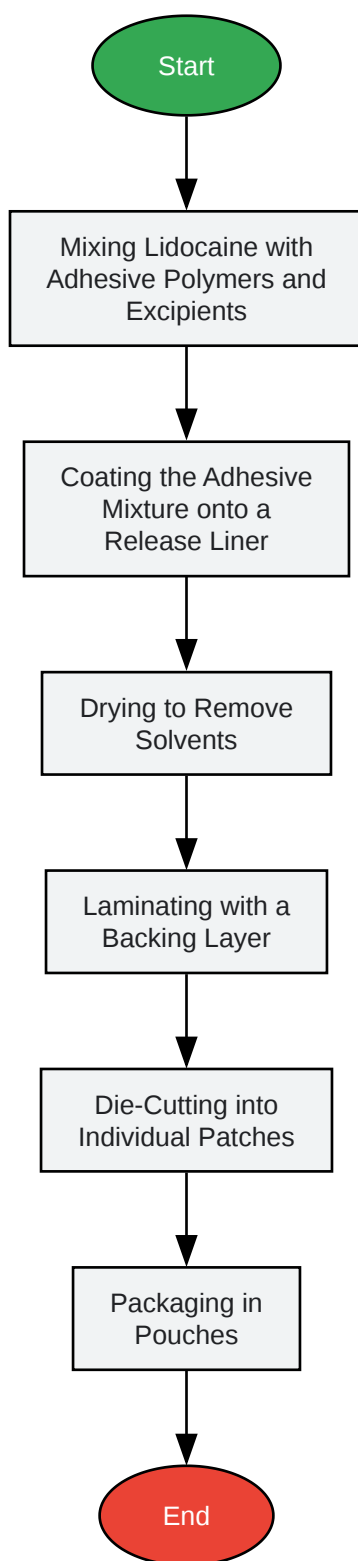 Start
Mixing Lidocaine with
Adhesive Polymers and
Excipients
Coating the Adhesive
Mixture onto a
Release Liner
Drying to Remove
Solvents
Laminating with a
Backing Layer
Die-Cutting into
Individual Patches
Packaging in
Pouches
End